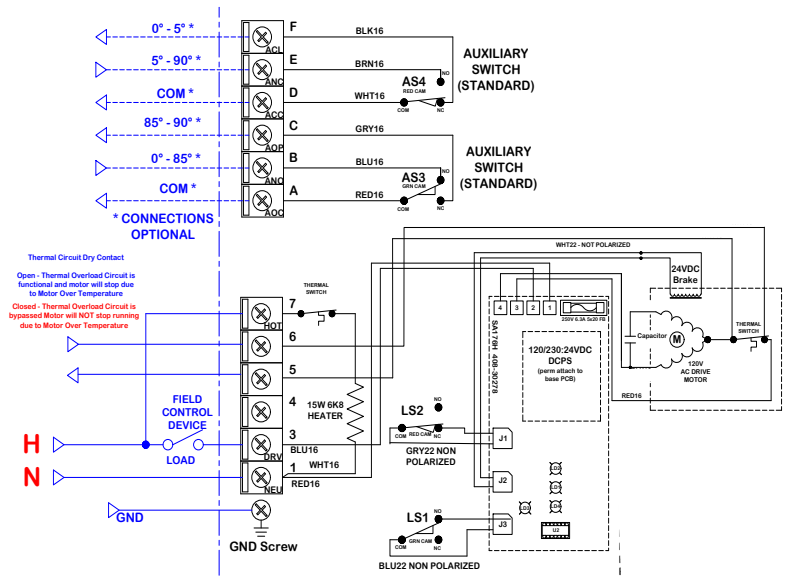 0° - 5° *
ACL
F
BLK16
5° - 90° *
ANC
E
BRN16
NO
AS4
RED CAM
AUXILIARY
SWITCH
(STANDARD)
COM *
ACC
D
WHT16
COM
NC
85° - 90° *
AOP
C
GRY16
0° - 85° *
ANO
B
BLU16
NO
AS3
GRN CAM
AUXILIARY
SWITCH
(STANDARD)
COM *
AOC
A
RED16
COM
NC
* CONNECTIONS
OPTIONAL
Thermal Circuit Dry Contact
Open - Thermal Overload Circuit is
functional and motor will stop due
to Motor Over Temperature
Closed - Thermal Overload Circuit is
bypassed Motor will NOT stop running
due to Motor Over Temperature
WHT22 - NOT POLARIZED
24VDC
Brake
THERMAL
SWITCH
7
HOT
6
5
4
3
DRV
BLU16
1
NEU
WHT16
RED16
15W 6K8
HEATER
FIELD
CONTROL
DEVICE
LOAD
H
N
GND
GND Screw
4
3
2
1
250V 6.3A 5x20 FB
SA176H 408-30278
120/230:24VDC
DCPS
(perm attach to
base PCB)
Capacitor
M
120V
AC DRIVE
MOTOR
THERMAL
SWITCH
RED16
LS2
NO
COM
RED CAM
NC
GRY22 NON
POLARIZED
J1
J2
J3
LD2
LD1
LD3
LD4
U2
LS1
NO
COM
GRN CAM
NC
BLU22 NON POLARIZED